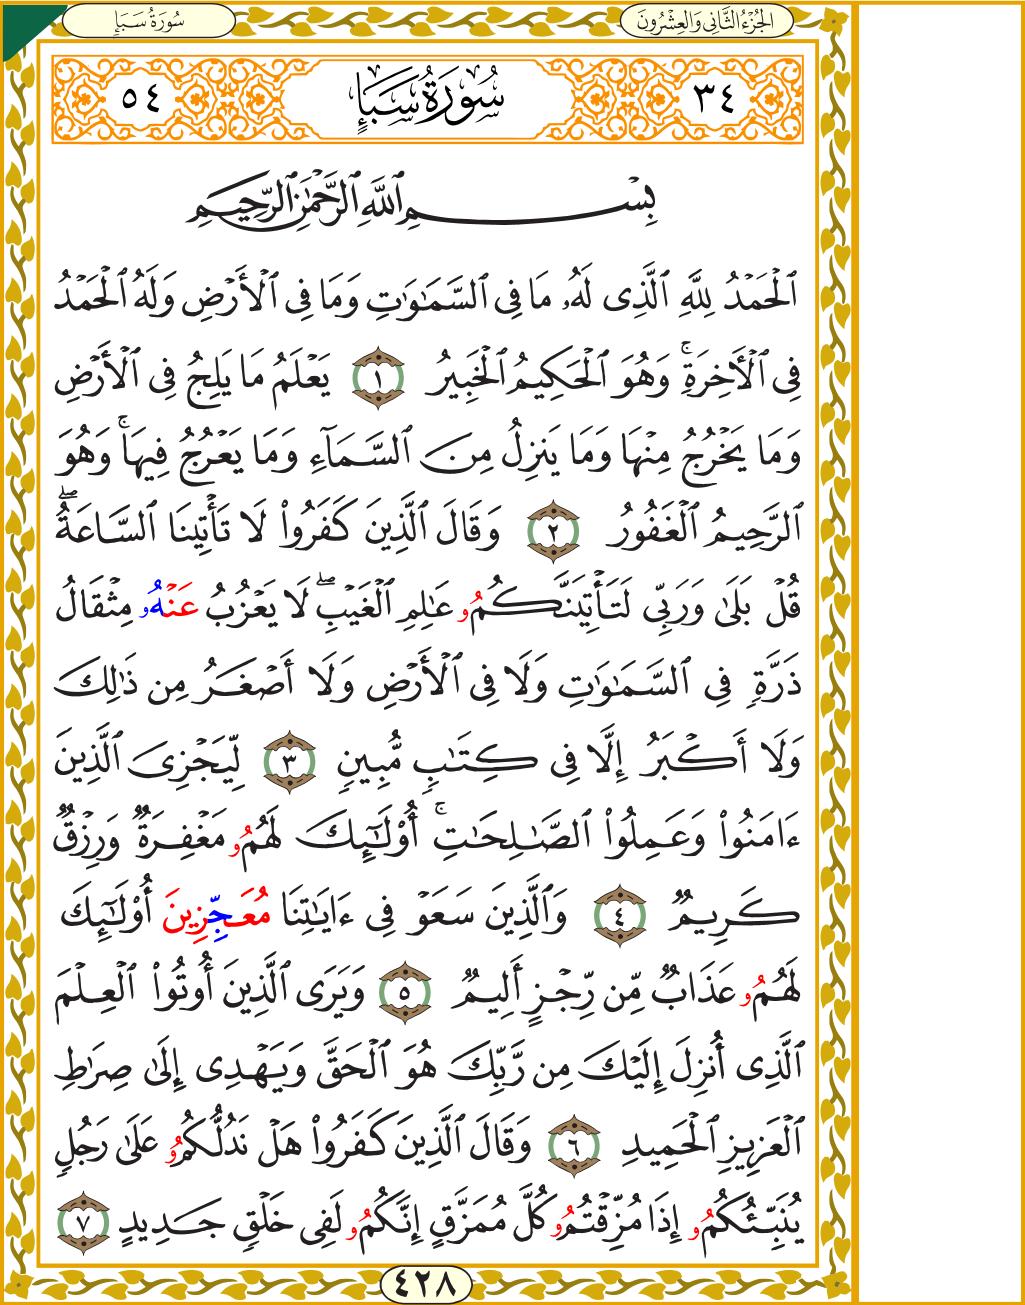 الجُزْءُ الثَّانِي وَالعِشْرُونَ
سُورَةُ سَبَإٍ
٣٤
سُورَةُ سَبَإٍ
٥٤
بِسْمِ ٱللَّهِ ٱلرَّحْمَٰنِ ٱلرَّحِيمِ
ٱلْحَمْدُ لِلَّهِ ٱلَّذِى لَهُۥ مَا فِى ٱلسَّمَٰوَٰتِ وَمَا فِى ٱلْأَرْضِ وَلَهُ ٱلْحَمْدُ
فِى ٱلْأَخِرَةِۚ وَهُوَ ٱلْحَكِيمُ ٱلْخَبِيرُ ١ يَعْلَمُ مَا يَلِجُ فِى ٱلْأَرْضِ
وَمَا يَخْرُجُ مِنْهَا وَمَا يَنزِلُ مِنَ ٱلسَّمَآءِ وَمَا يَعْرُجُ فِيهَاۚ وَهُوَ
ٱلرَّحِيمُ ٱلْغَفُورُ ٢ وَقَالَ ٱلَّذِينَ كَفَرُوا۟ لَا تَأْتِينَا ٱلسَّاعَةُۖ
قُلْ بَلَىٰ وَرَبِّى لَتَأْتِيَنَّكُمُۥ عَٰلِمِ ٱلْغَيْبِۖ لَا يَعْزُبُ عَنْهُۥ مِثْقَالُ
ذَرَّةٍ فِى ٱلسَّمَٰوَٰتِ وَلَا فِى ٱلْأَرْضِ وَلَا أَصْغَرُ مِن ذَٰلِكَ
وَلَا أَكْبَرُ إِلَّا فِى كِتَٰبٍ مُّبِينٍ ٣ لِّيَجْزِىَ ٱلَّذِينَ
ءَامَنُوا۟ وَعَمِلُوا۟ ٱلصَّٰلِحَٰتِۚ أُو۟لَٰٓئِكَ لَهُمُۥ مَغْفِرَةٌ وَرِزْقٌ
كَرِيمٌ ٤ وَٱلَّذِينَ سَعَوْ فِى ءَايَٰتِنَا مُعَجِّزِينَ أُو۟لَٰٓئِكَ
لَهُمُۥ عَذَابٌ مِّن رِّجْزٍ أَلِيمٌ ٥ وَيَرَى ٱلَّذِينَ أُوتُوا۟ ٱلْعِلْمَ
ٱلَّذِى أُنزِلَ إِلَيْكَ مِن رَّبِّكَ هُوَ ٱلْحَقَّ وَيَهْدِى إِلَىٰ صِرَٰطِ
ٱلْعَزِيزِ ٱلْحَمِيدِ ٦ وَقَالَ ٱلَّذِينَ كَفَرُوا۟ هَلْ نَدُلُّكُمُۥ عَلَىٰ رَجُلٍ
يُنَبِّئُكُمُۥ إِذَا مُزِّقْتُمُۥ كُلَّ مُمَزَّقٍ إِنَّكُمُۥ لَفِى خَلْقٍ جَدِيدٍ ٧
٤٢٨